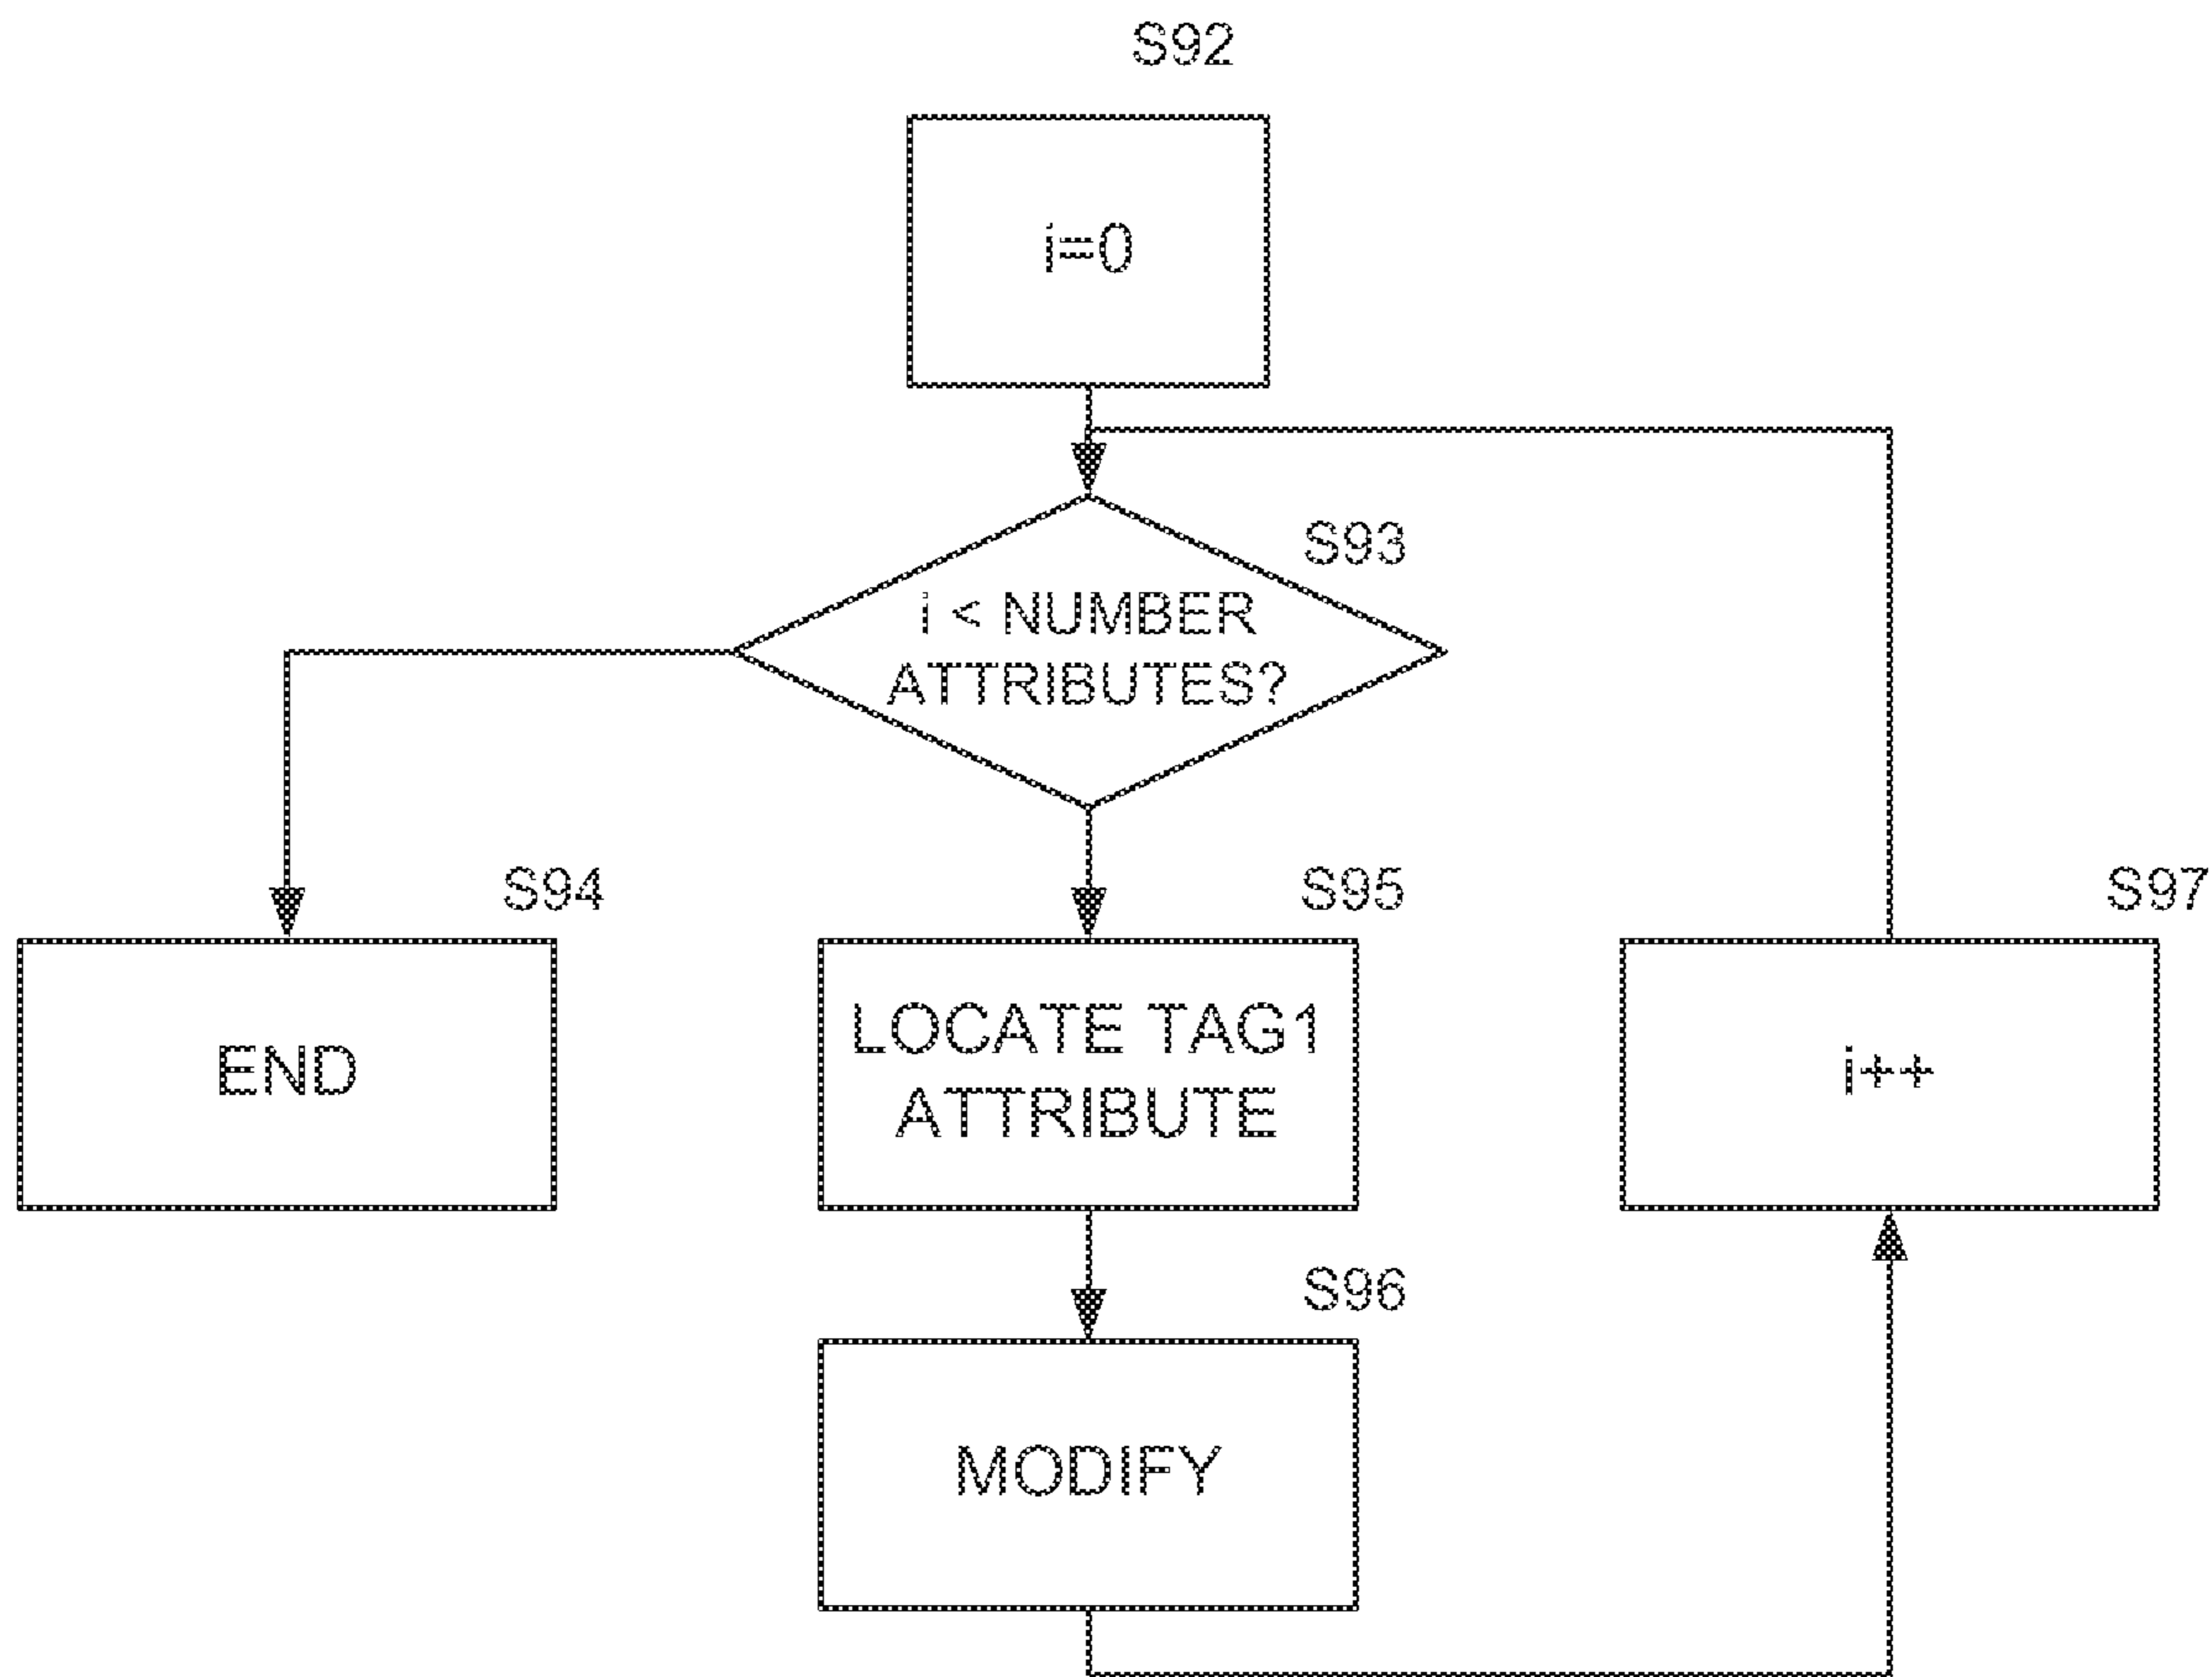 S92
i=0
S93
i < NUMBER
ATTRIBUTES?
S94
END
S95
LOCATE TAG1
ATTRIBUTE
S97
i++
S96
MODIFY